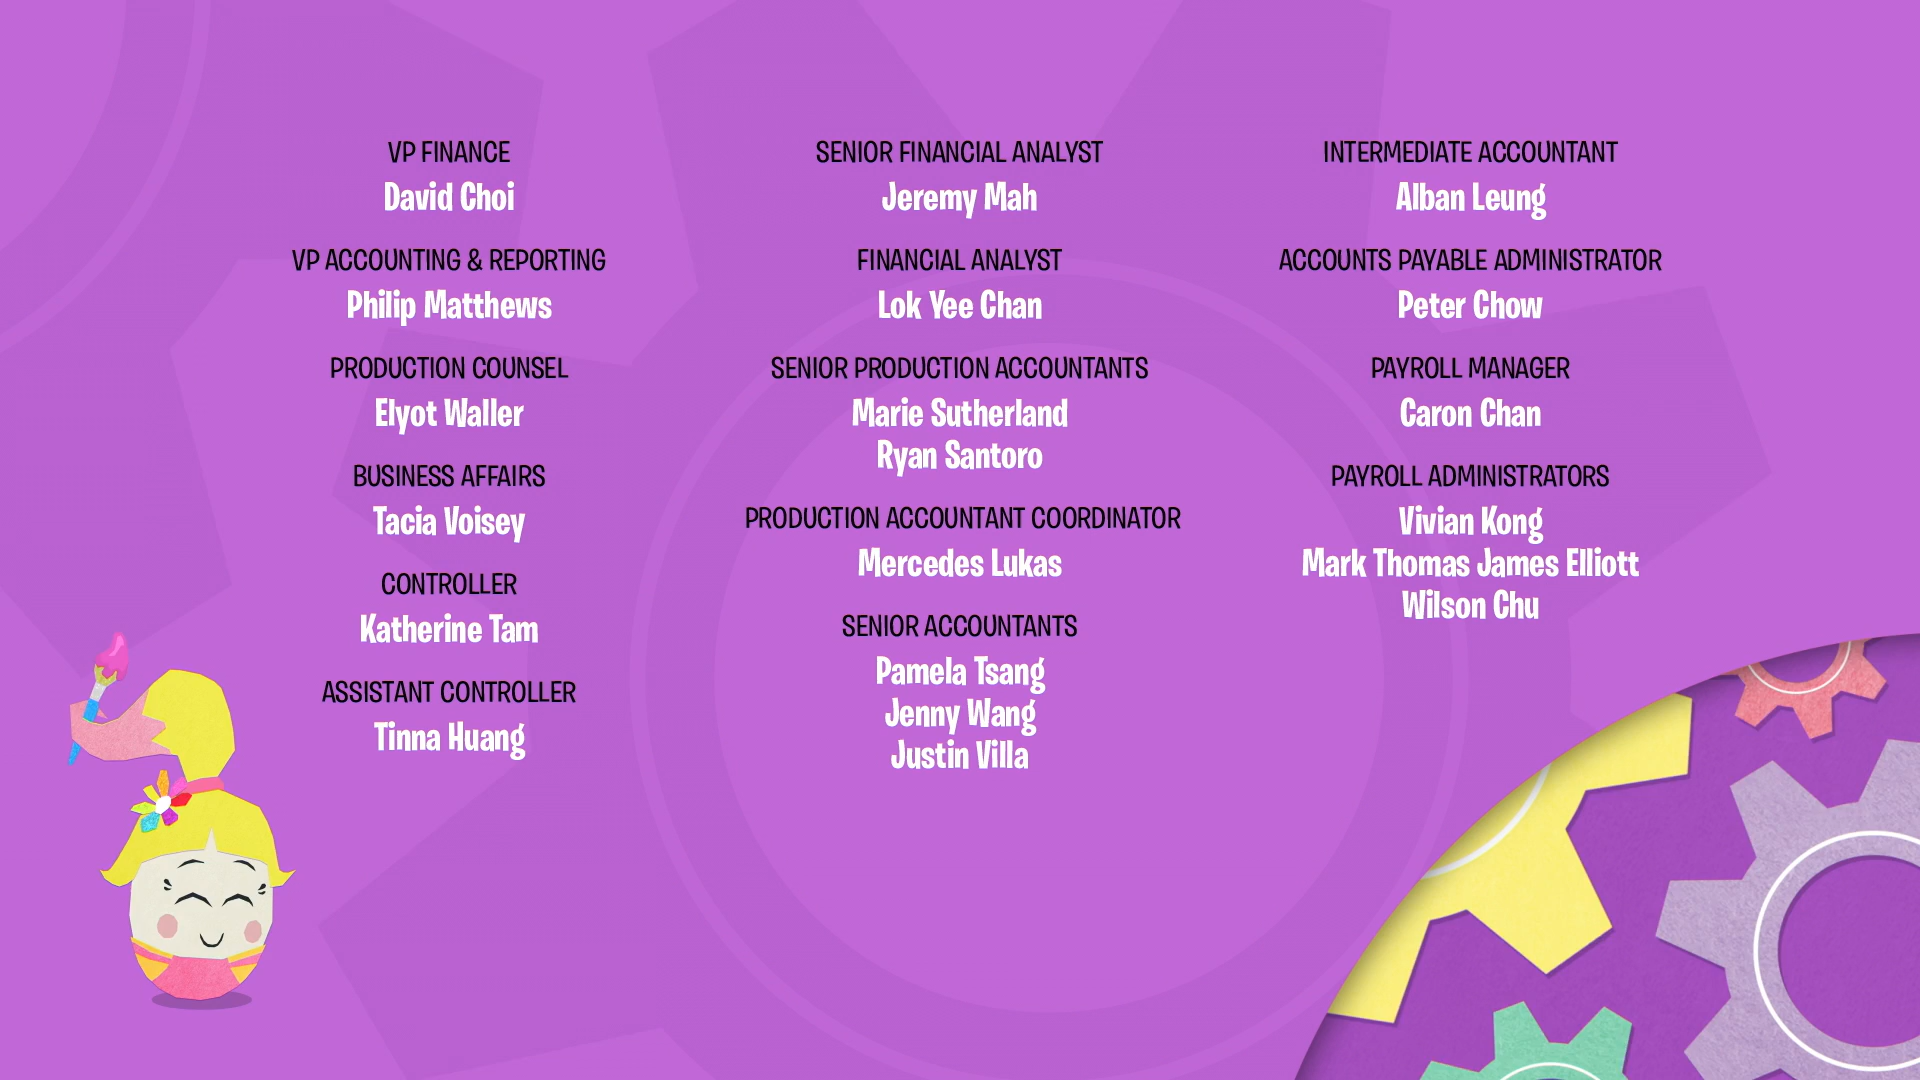 VP FINANCE
David Choi
VP ACCOUNTING & REPORTING
Philip Matthews
PRODUCTION COUNSEL
Elyot Waller
BUSINESS AFFAIRS
Tacia Voisey
CONTROLLER
Katherine Tam
ASSISTANT CONTROLLER
Tinna Huang
SENIOR FINANCIAL ANALYST
Jeremy Mah
FINANCIAL ANALYST
Lok Yee Chan
SENIOR PRODUCTION ACCOUNTANTS
Marie Sutherland
Ryan Santoro
PRODUCTION ACCOUNTANT COORDINATOR
Mercedes Lukas
SENIOR ACCOUNTANTS
Pamela Tsang
Jenny Wang
Justin Villa
INTERMEDIATE ACCOUNTANT
Alban Leung
ACCOUNTS PAYABLE ADMINISTRATOR
Peter Chow
PAYROLL MANAGER
Caron Chan
PAYROLL ADMINISTRATORS
Vivian Kong
Mark Thomas James Elliott
Wilson Chu